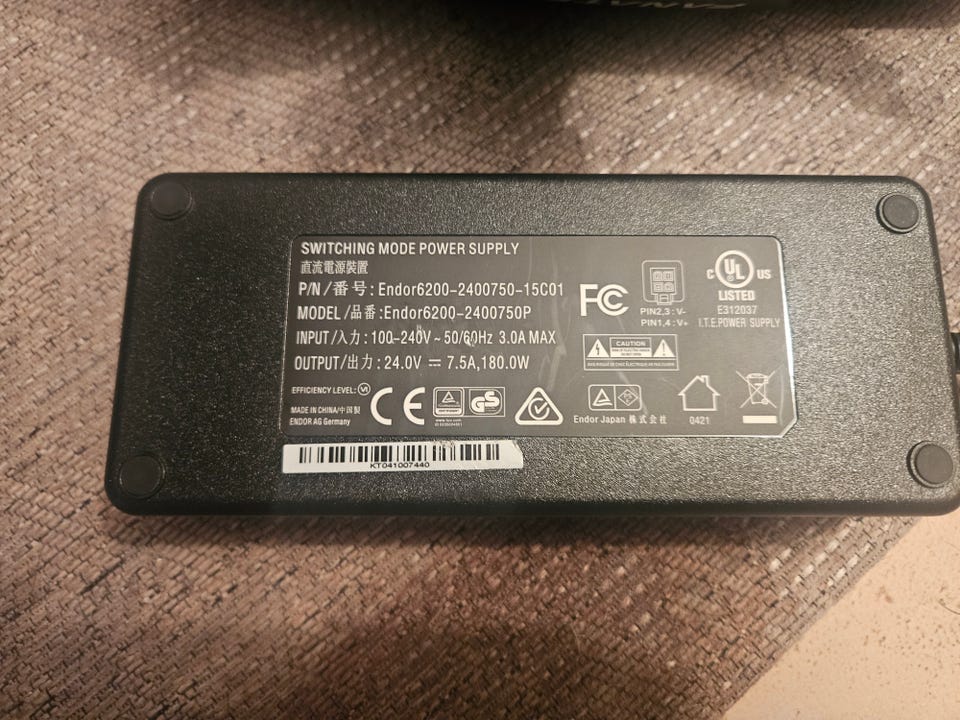 SWITCHING MODE POWER SUPPLY
直流電源裝置
P/N/番号: Endor6200-2400750-15C01
MODEL/品番:Endor6200-2400750P
INPUT/入力: 100-240V~50/60Hz 3.0A MAX
OUTPUT/出力: 24.0V ⎓ 7.5A,180.0W
EFFICIENCY LEVEL: VI
MADE IN CHINA/中国製
ENDOR AG Germany
CE
GS
FC
PIN2,3 : V-
PIN1,4 : V+
C UL US
LISTED
E312037
I.T.E.POWER SUPPLY
CAUTION
Endor Japan 株式会社
0421
KT041007440